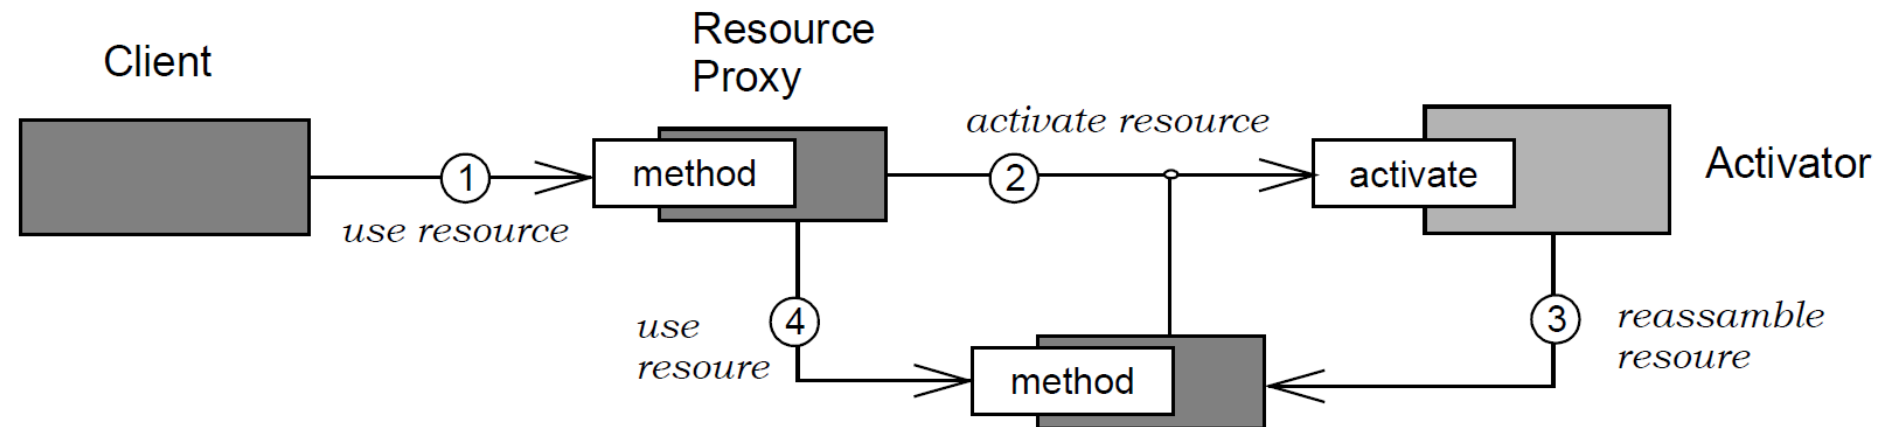 Client
Resource
Proxy
activate resource
1
method
2
activate
Activator
use resource
use
resoure
4
3
reassamble
resoure
method